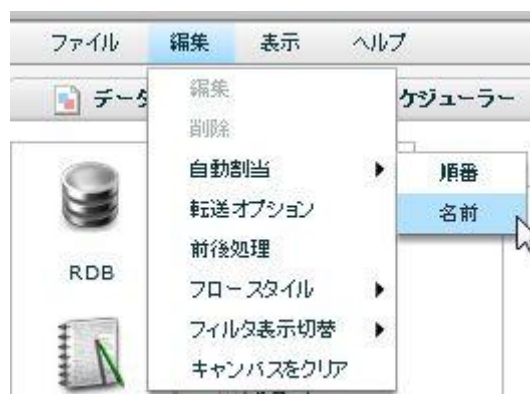 ファイル 編集 表示 ヘルプ
データ ケジューラー
編集
削除
自動割当
順番
転送オプション
名前
前後処理
RDB
フロースタイル
フィルタ表示切替
キャンバスをクリア